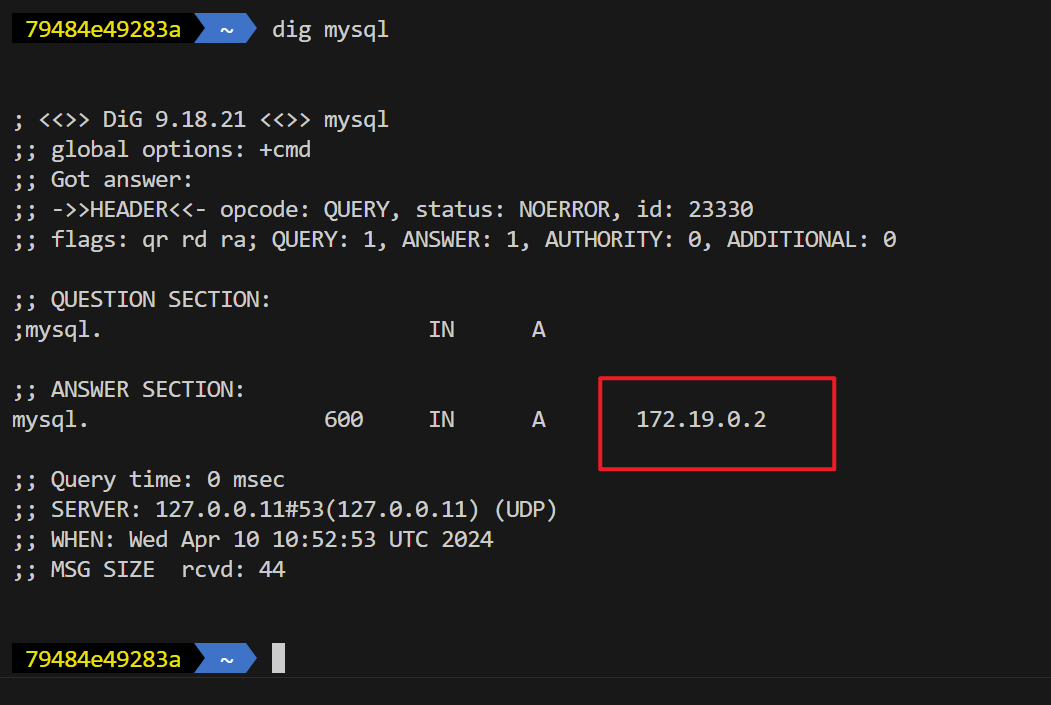 79484e49283a ~ dig mysql
; <<>> DiG 9.18.21 <<>> mysql
;; global options: +cmd
;; Got answer:
;; ->>HEADER<<- opcode: QUERY, status: NOERROR, id: 23330
;; flags: qr rd ra; QUERY: 1, ANSWER: 1, AUTHORITY: 0, ADDITIONAL: 0
;; QUESTION SECTION:
;mysql. IN A
;; ANSWER SECTION:
mysql. 600 IN A 172.19.0.2
;; Query time: 0 msec
;; SERVER: 127.0.0.11#53(127.0.0.11) (UDP)
;; WHEN: Wed Apr 10 10:52:53 UTC 2024
;; MSG SIZE  rcvd: 44
79484e49283a ~